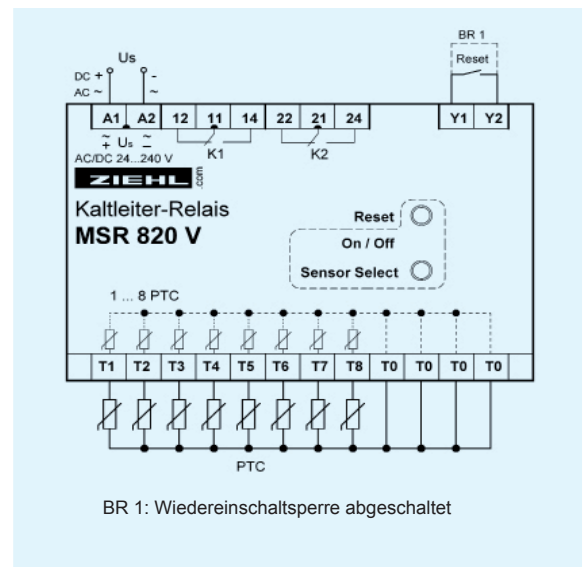 BR 1
Us
Reset
DC + -
AC ~ ~
A1 A2 12 11 14 22 21 24 Y1 Y2
~ + Us ~ -
K1 K2
AC/DC 24...240 V
ZIEHL.com
Kaltleiter-Relais
MSR 820 V
Reset
On / Off
Sensor Select
1 ... 8 PTC
T1 T2 T3 T4 T5 T6 T7 T8 T0 T0 T0 T0
PTC
BR 1: Wiedereinschaltsperre abgeschaltet